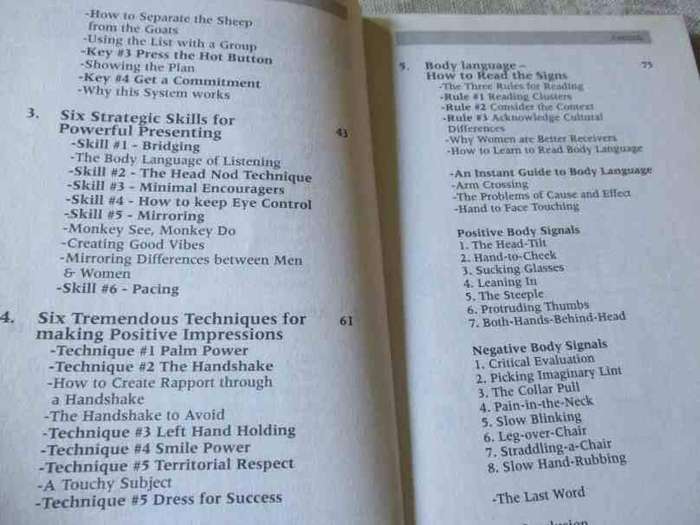 -How to Separate the Sheep
from the Goats
-Using the List with a Group
-Key #3 Press the Hot Button
-Showing the Plan
-Key #4 Get a Commitment
-Why this System works
3. Six Strategic Skills for
Powerful Presenting 43
-Skill #1 - Bridging
-The Body Language of Listening
-Skill #2 - The Head Nod Technique
-Skill #3 - Minimal Encouragers
-Skill #4 - How to keep Eye Control
-Skill #5 - Mirroring
-Monkey See, Monkey Do
-Creating Good Vibes
-Mirroring Differences between Men
& Women
-Skill #6 - Pacing
4. Six Tremendous Techniques for 61
making Positive Impressions
-Technique #1 Palm Power
-Technique #2 The Handshake
-How to Create Rapport through
a Handshake
-The Handshake to Avoid
-Technique #3 Left Hand Holding
-Technique #4 Smile Power
-Technique #5 Territorial Respect
-A Touchy Subject
-Technique #5 Dress for Success
5. Body language – 75
How to Read the Signs
-The Three Rules for Reading
-Rule #1 Reading Clusters
-Rule #2 Consider the Context
-Rule #3 Acknowledge Cultural
Differences
-Why Women are Better Receivers
-How to Learn to Read Body Language
-An Instant Guide to Body Language
-Arm Crossing
-The Problems of Cause and Effect
-Hand to Face Touching
Positive Body Signals
1. The Head-Tilt
2. Hand-to-Cheek
3. Sucking Glasses
4. Leaning In
5. The Steeple
6. Protruding Thumbs
7. Both-Hands-Behind-Head
Negative Body Signals
1. Critical Evaluation
2. Picking Imaginary Lint
3. The Collar Pull
4. Pain-in-the-Neck
5. Slow Blinking
6. Leg-over-Chair
7. Straddling-a-Chair
8. Slow Hand-Rubbing
-The Last Word